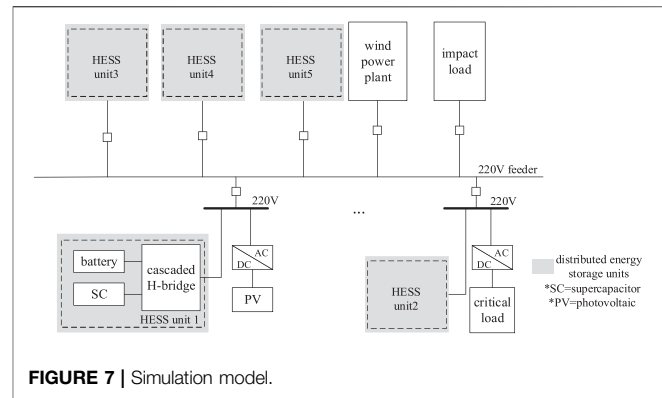 HESS
unit3
HESS
unit4
HESS
unit5
wind
power
plant
impact
load
220V feeder
220V
...
220V
battery
SC
cascaded
H-bridge
HESS unit 1
AC
DC
PV
HESS
unit2
AC
DC
critical
load
distributed energy
storage units
*SC=supercapacitor
*PV=photovoltaic
FIGURE 7 | Simulation model.